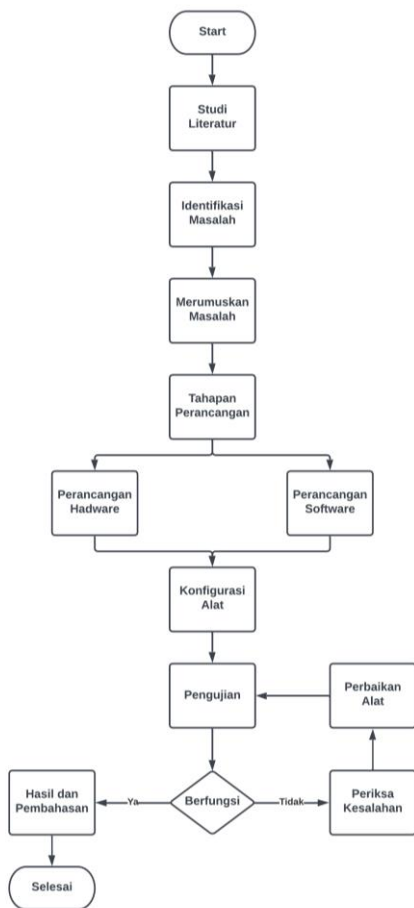 Start
Studi
Literatur
Identifikasi
Masalah
Merumuskan
Masalah
Tahapan
Perancangan
Perancangan
Hadware
Perancangan
Software
Konfigurasi
Alat
Pengujian
Perbaikan
Alat
Hasil dan
Pembahasan
Ya
Berfungsi
Tidak
Periksa
Kesalahan
Selesai